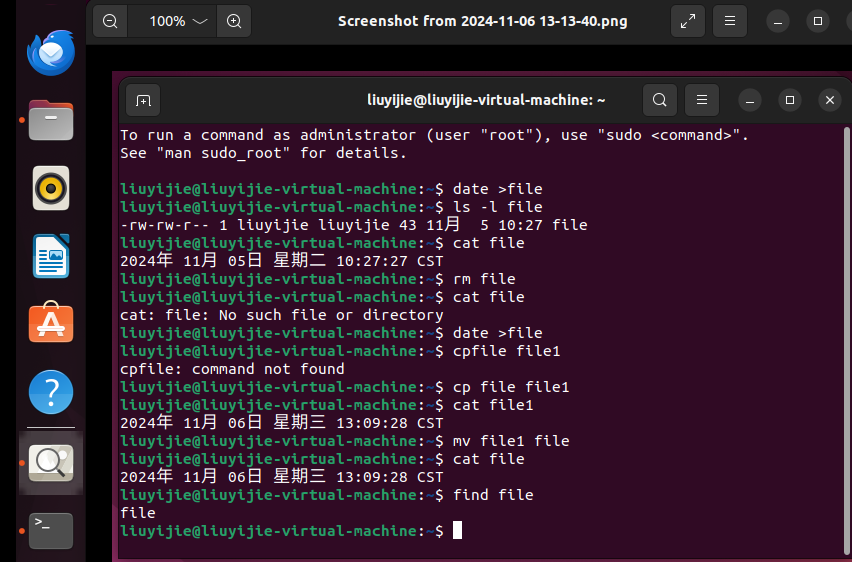 100%
Screenshot from 2024-11-06 13-13-40.png
liuyijie@liuyijie-virtual-machine: ~
To run a command as administrator (user "root"), use "sudo <command>".
See "man sudo_root" for details.
liuyijie@liuyijie-virtual-machine:~$ date >file
liuyijie@liuyijie-virtual-machine:~$ ls -l file
-rw-rw-r-- 1 liuyijie liuyijie 43 11月  5 10:27 file
liuyijie@liuyijie-virtual-machine:~$ cat file
2024年 11月 05日 星期二 10:27:27 CST
liuyijie@liuyijie-virtual-machine:~$ rm file
liuyijie@liuyijie-virtual-machine:~$ cat file
cat: file: No such file or directory
liuyijie@liuyijie-virtual-machine:~$ date >file
liuyijie@liuyijie-virtual-machine:~$ cpfile file1
cpfile: command not found
liuyijie@liuyijie-virtual-machine:~$ cp file file1
liuyijie@liuyijie-virtual-machine:~$ cat file1
2024年 11月 06日 星期三 13:09:28 CST
liuyijie@liuyijie-virtual-machine:~$ mv file1 file
liuyijie@liuyijie-virtual-machine:~$ cat file
2024年 11月 06日 星期三 13:09:28 CST
liuyijie@liuyijie-virtual-machine:~$ find file
file
liuyijie@liuyijie-virtual-machine:~$